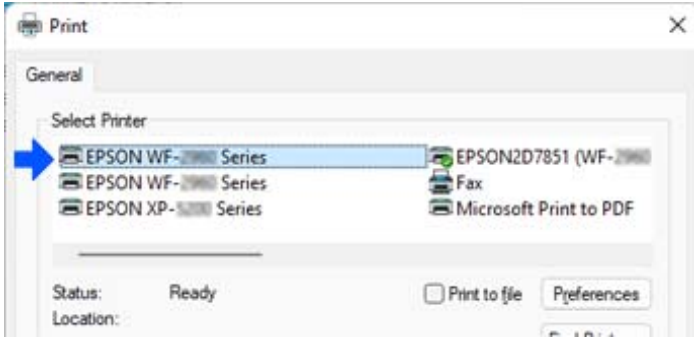 Print
General
Select Printer
EPSON WF- Series
EPSON WF- Series
EPSON XP- Series
EPSON2D7851 (WF-
Fax
Microsoft Print to PDF
Status: Ready
Location:
Print to file
Preferences